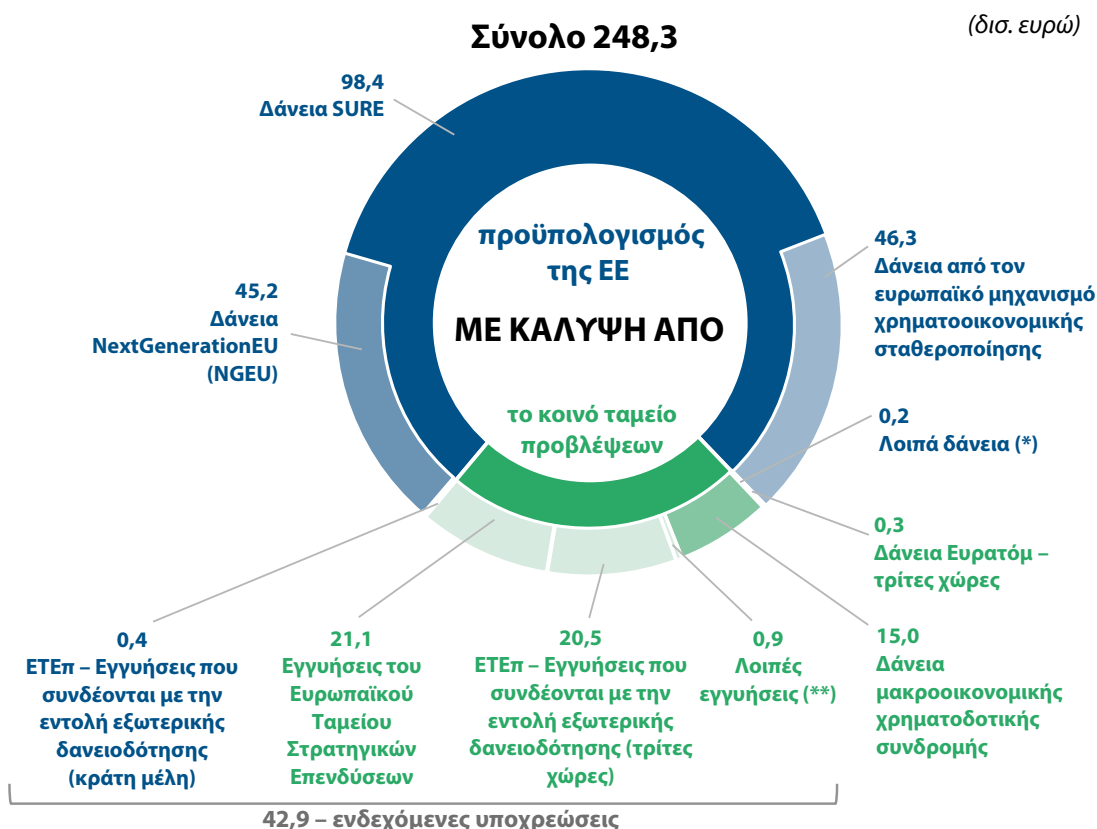 Σύνολο 248,3
(δισ. ευρώ)
98,4
Δάνεια SURE
προϋπολογισμός
της ΕΕ
ΜΕ ΚΑΛΥΨΗ ΑΠΟ
το κοινό ταμείο
προβλέψεων
45,2
Δάνεια
NextGenerationEU
(NGEU)
46,3
Δάνεια από τον
ευρωπαϊκό μηχανισμό
χρηματοοικονομικής
σταθεροποίησης
0,2
Λοιπά δάνεια (*)
0,3
Δάνεια Ευρατόμ –
τρίτες χώρες
0,4
ΕΤΕπ – Εγγυήσεις που
συνδέονται με την
εντολή εξωτερικής
δανειοδότησης
(κράτη μέλη)
21,1
Εγγυήσεις του
Ευρωπαϊκού
Ταμείου
Στρατηγικών
Επενδύσεων
20,5
ΕΤΕπ – Εγγυήσεις που
συνδέονται με την
εντολή εξωτερικής
δανειοδότησης (τρίτες
χώρες)
0,9
Λοιπές
εγγυήσεις (**)
15,0
Δάνεια
μακροοικονομικής
χρηματοδοτικής
συνδρομής
42,9 – ενδεχόμενες υποχρεώσεις